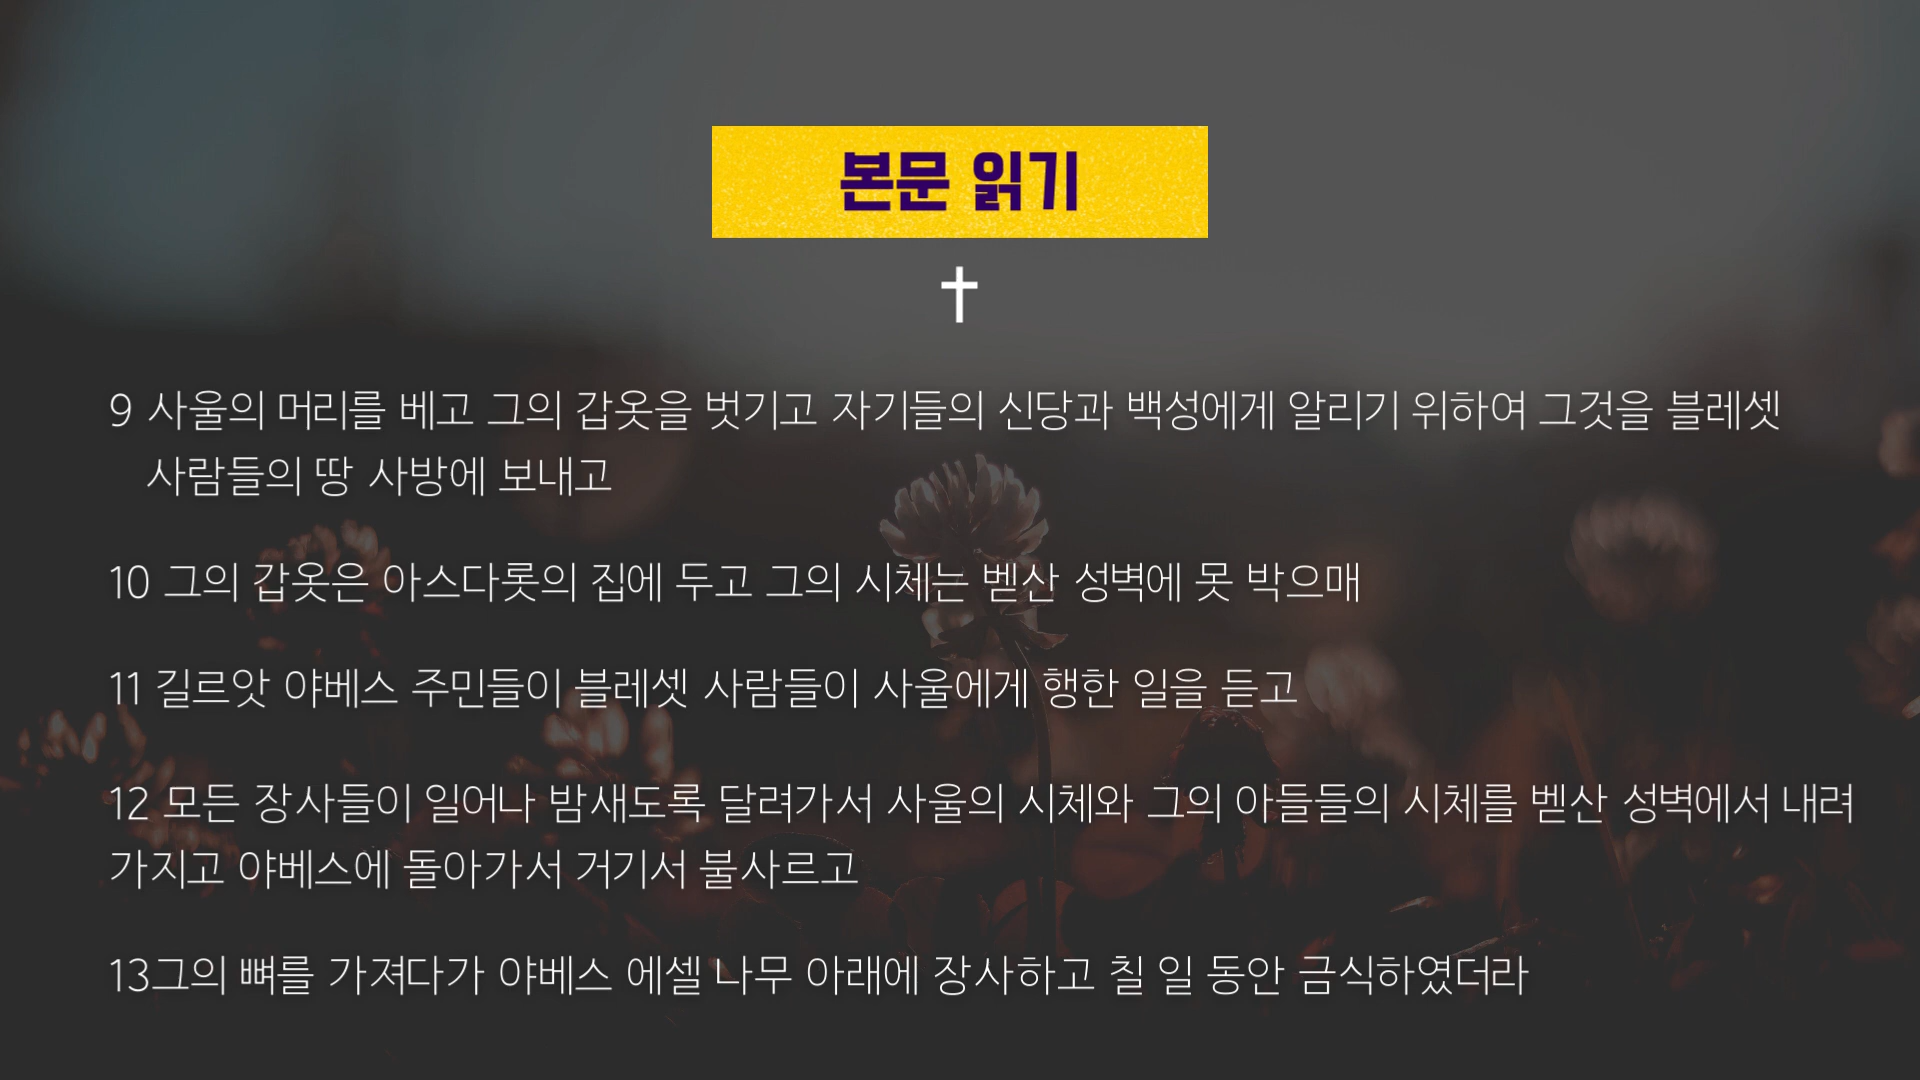 본문 읽기
9 사울의 머리를 베고 그의 갑옷을 벗기고 자기들의 신당과 백성에게 알리기 위하여 그것을 블레셋
사람들의 땅 사방에 보내고
10 그의 갑옷은 아스다롯의 집에 두고 그의 시체는 벧산 성벽에 못 박으매
11 길르앗 야베스 주민들이 블레셋 사람들이 사울에게 행한 일을 듣고
12 모든 장사들이 일어나 밤새도록 달려가서 사울의 시체와 그의 아들들의 시체를 벧산 성벽에서 내려
가지고 야베스에 돌아가서 거기서 불사르고
13그의 뼈를 가져다가 야베스 에셀 나무 아래에 장사하고 칠 일 동안 금식하였더라